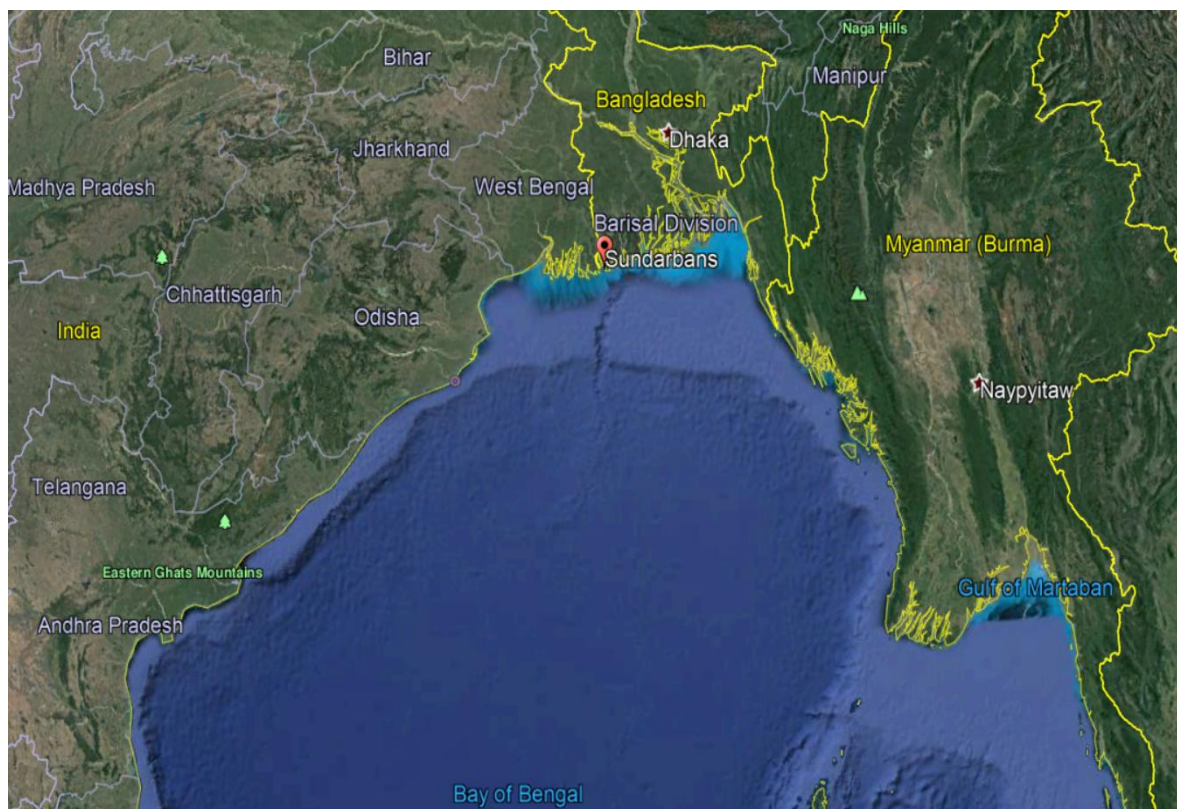 Naga Hills
Bihar
Manipur
Bangladesh
Dhaka
Jharkhand
Madhya Pradesh
West Bengal
Barisal Division
Myanmar (Burma)
Sundarbans
Chhattisgarh
Odisha
India
Naypyitaw
Telangana
Eastern Ghats Mountains
Gulf of Martaban
Andhra Pradesh
Bay of Bengal